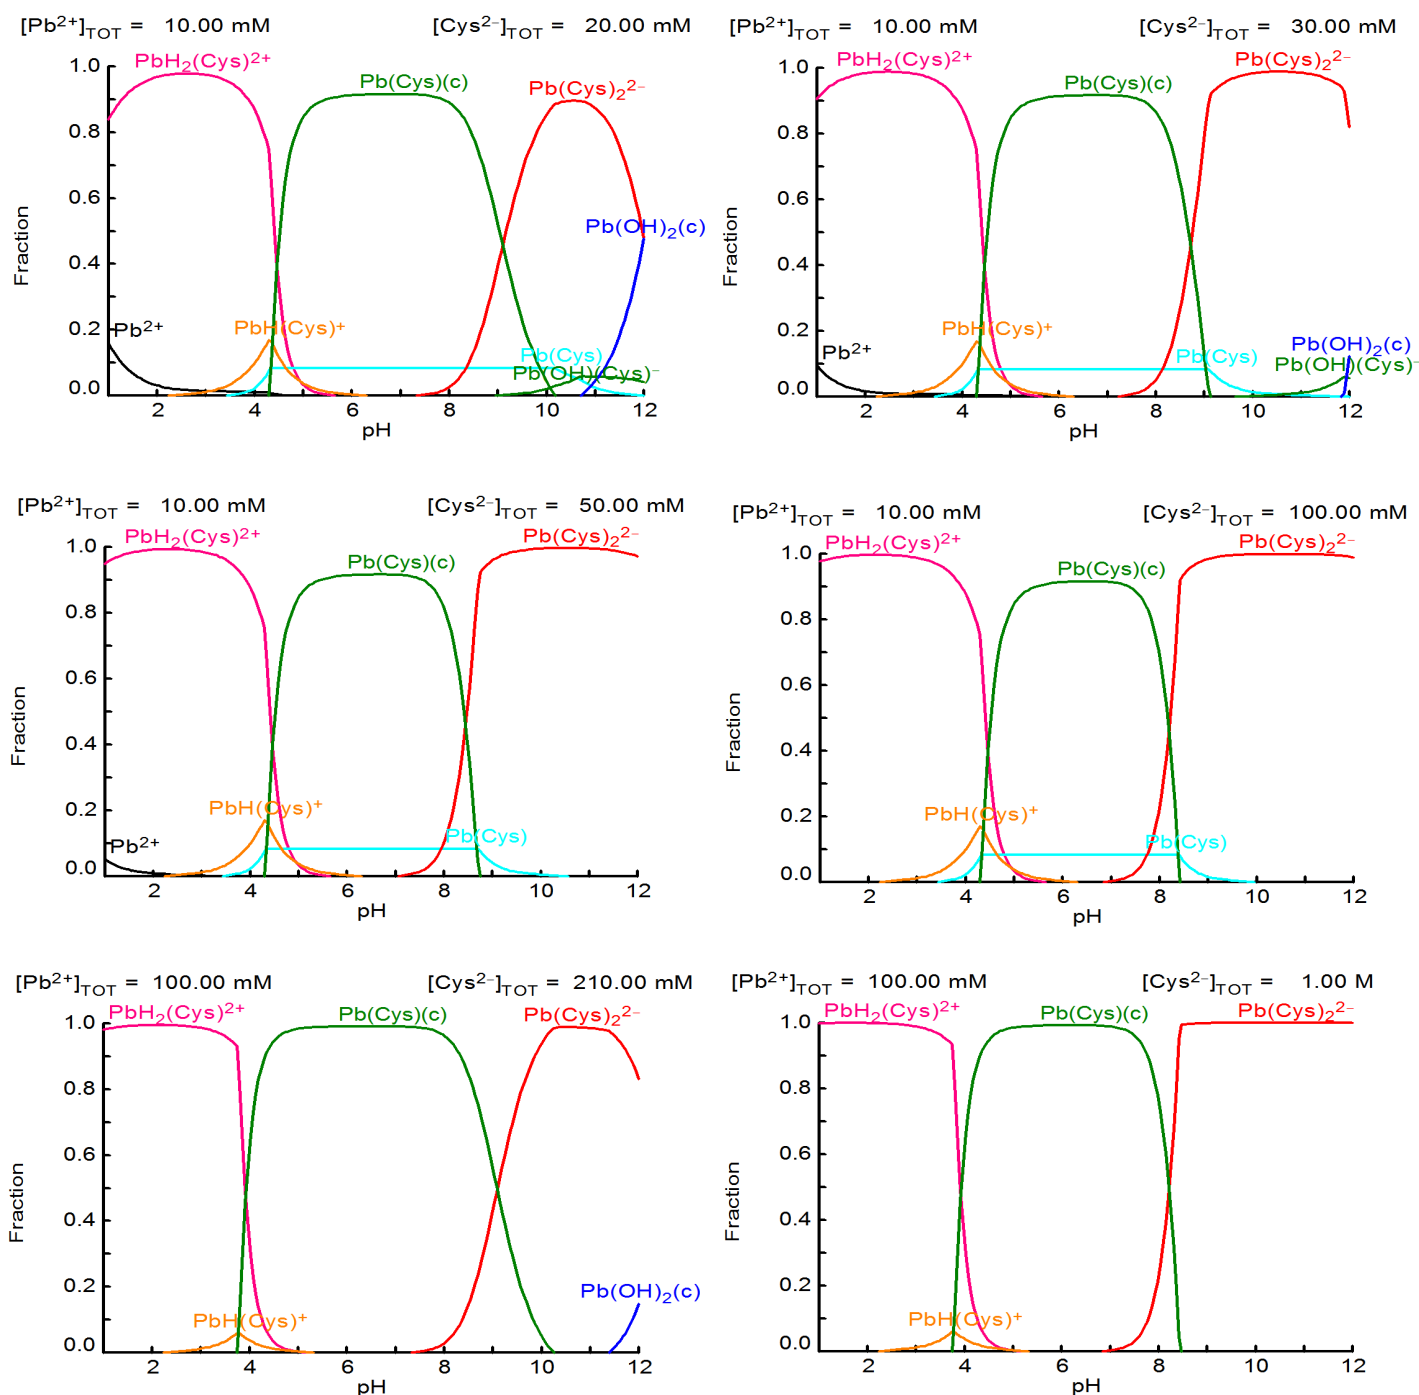 [Pb²⁺]TOT = 10.00 mM [Cys²⁻]TOT = 20.00 mM
PbH₂(Cys)²⁺
Pb(Cys)(c)
Pb(Cys)₂²⁻
1.0
0.8
0.6
0.4
0.2
0.0
Fraction
Pb(OH)₂(c)
Pb²⁺
PbH(Cys)⁺
Pb(Cys)
Pb(OH)(Cys)⁻
2 4 6 8 10 12
pH
[Pb²⁺]TOT = 10.00 mM [Cys²⁻]TOT = 30.00 mM
PbH₂(Cys)²⁺
Pb(Cys)(c)
Pb(Cys)₂²⁻
1.0
0.8
0.6
0.4
0.2
0.0
Fraction
Pb²⁺
PbH(Cys)⁺
Pb(Cys)
Pb(OH)₂(c)
Pb(OH)(Cys)⁻
2 4 6 8 10 12
pH
[Pb²⁺]TOT = 10.00 mM [Cys²⁻]TOT = 50.00 mM
PbH₂(Cys)²⁺
Pb(Cys)(c)
Pb(Cys)₂²⁻
1.0
0.8
0.6
0.4
0.2
0.0
Fraction
Pb²⁺
PbH(Cys)⁺
Pb(Cys)
2 4 6 8 10 12
pH
[Pb²⁺]TOT = 10.00 mM [Cys²⁻]TOT = 100.00 mM
PbH₂(Cys)²⁺
Pb(Cys)(c)
Pb(Cys)₂²⁻
1.0
0.8
0.6
0.4
0.2
0.0
Fraction
PbH(Cys)⁺
Pb(Cys)
2 4 6 8 10 12
pH
[Pb²⁺]TOT = 100.00 mM [Cys²⁻]TOT = 210.00 mM
PbH₂(Cys)²⁺
Pb(Cys)(c)
Pb(Cys)₂²⁻
1.0
0.8
0.6
0.4
0.2
0.0
Fraction
PbH(Cys)⁺
Pb(OH)₂(c)
2 4 6 8 10 12
pH
[Pb²⁺]TOT = 100.00 mM [Cys²⁻]TOT = 1.00 M
PbH₂(Cys)²⁺
Pb(Cys)(c)
Pb(Cys)₂²⁻
1.0
0.8
0.6
0.4
0.2
0.0
Fraction
PbH(Cys)⁺
2 4 6 8 10 12
pH